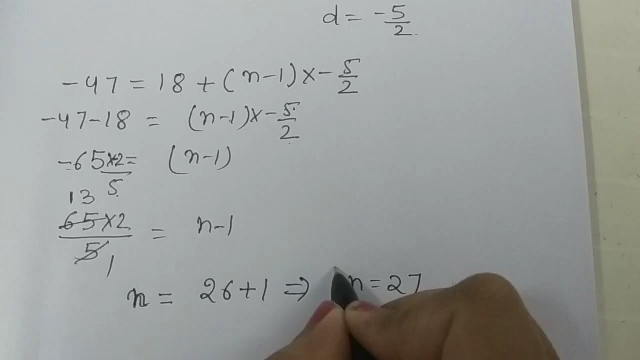 d = -5/2
-47 = 18 + (n-1) x -5/2
-47-18 = (n-1) x -5/2
-65x2/5 = (n-1)
13
65x2/5 = n-1
1
n = 26+1 ⇒ n = 27